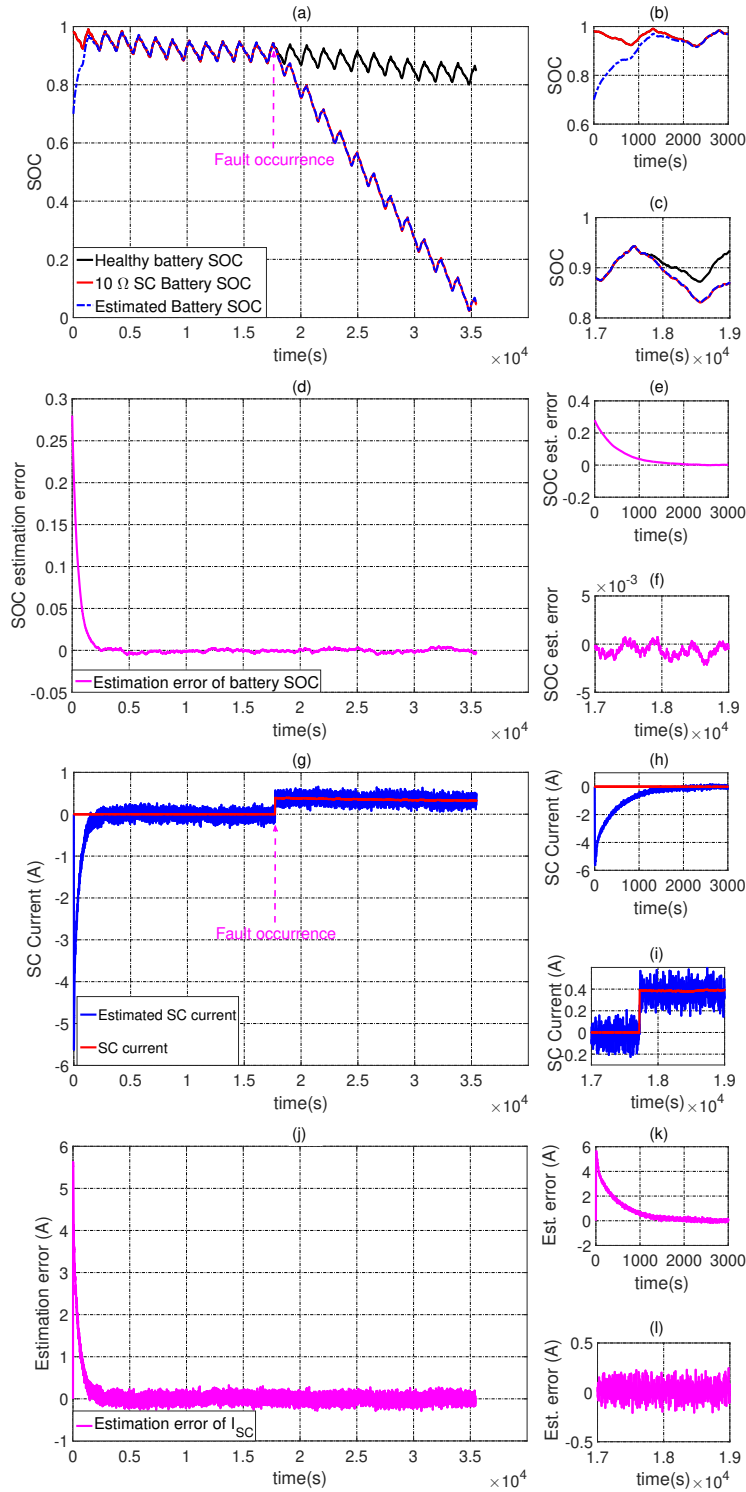 (a)
1
0.8
0.6
0.4
0.2
0
SOC
Fault occurrence
Healthy battery SOC
10 Ω SC Battery SOC
Estimated Battery SOC
0 0.5 1 1.5 2 2.5 3 3.5 4
time(s)
×10^4
(b)
1
0.8
0.6
SOC
0 1000 2000 3000
time(s)
(c)
1
0.9
0.8
SOC
1.7 1.8 1.9
time(s) ×10^4
(d)
0.3
0.25
0.2
0.15
0.1
0.05
0
-0.05
SOC estimation error
Estimation error of battery SOC
0 0.5 1 1.5 2 2.5 3 3.5 4
time(s)
×10^4
(e)
0.4
0.2
0
-0.2
SOC est. error
0 1000 2000 3000
time(s)
(f)
×10^-3
5
0
-5
SOC est. error
1.7 1.8 1.9
time(s) ×10^4
(g)
1
0
-1
-2
-3
-4
-5
-6
SC Current (A)
Fault occurrence
Estimated SC current
SC current
0 0.5 1 1.5 2 2.5 3 3.5 4
time(s)
×10^4
(h)
0
-2
-4
-6
SC Current (A)
0 1000 2000 3000
time(s)
(i)
0.4
0.2
0
-0.2
SC Current (A)
1.7 1.8 1.9
time(s) ×10^4
(j)
6
5
4
3
2
1
0
-1
Estimation error (A)
Estimation error of I_SC
0 0.5 1 1.5 2 2.5 3 3.5 4
time(s)
×10^4
(k)
6
4
2
0
-2
Est. error (A)
0 1000 2000 3000
time(s)
(l)
0.5
0
-0.5
Est. error (A)
1.7 1.8 1.9
time(s) ×10^4